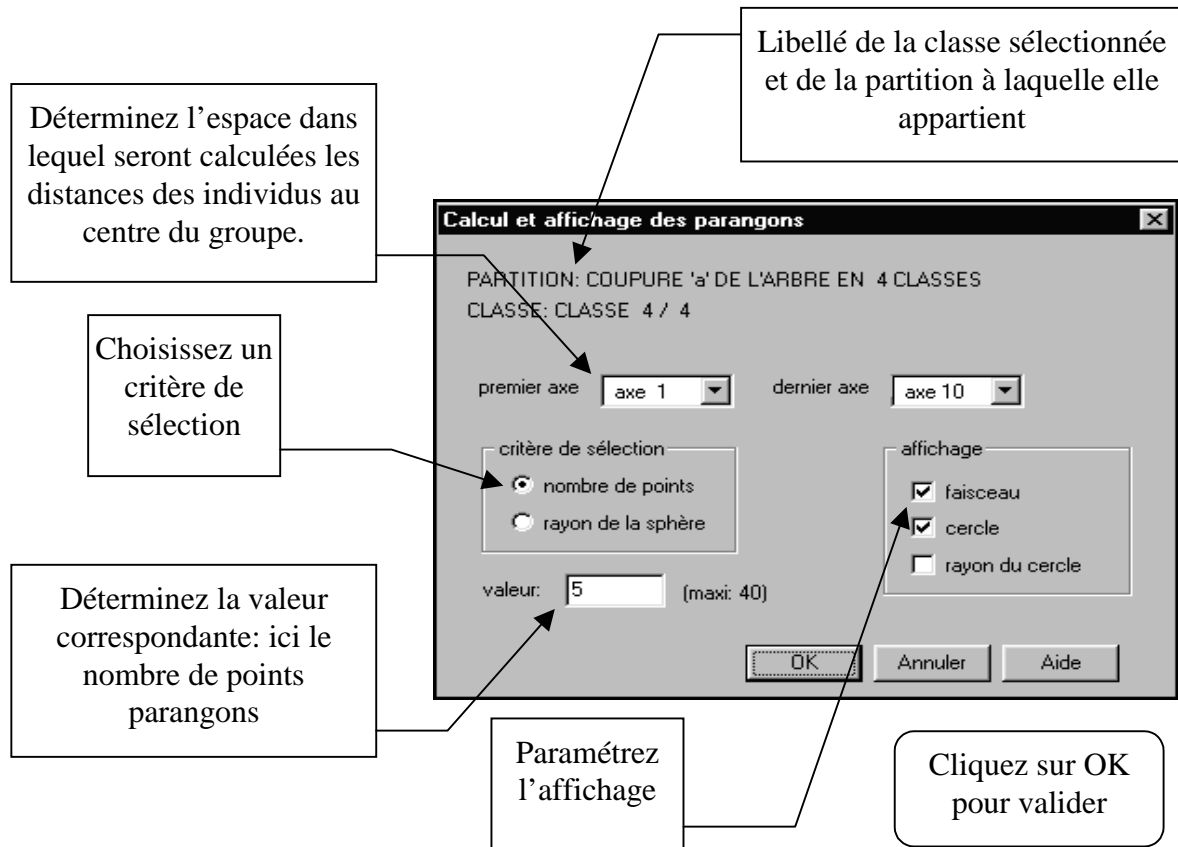 Libellé de la classe sélectionnée
et de la partition à laquelle elle
appartient
Déterminez l’espace dans
lequel seront calculées les
distances des individus au
centre du groupe.
Calcul et affichage des parangons
PARTITION: COUPURE 'a' DE L'ARBRE EN 4 CLASSES
CLASSE: CLASSE 4 / 4
Choisissez un
critère de
sélection
premier axe axe 1 dernier axe axe 10
critère de sélection
nombre de points
rayon de la sphère
affichage
faisceau
cercle
rayon du cercle
Déterminez la valeur
correspondante: ici le
nombre de points
parangons
valeur: 5 (maxi: 40)
OK Annuler Aide
Paramétrez
l’affichage
Cliquez sur OK
pour valider